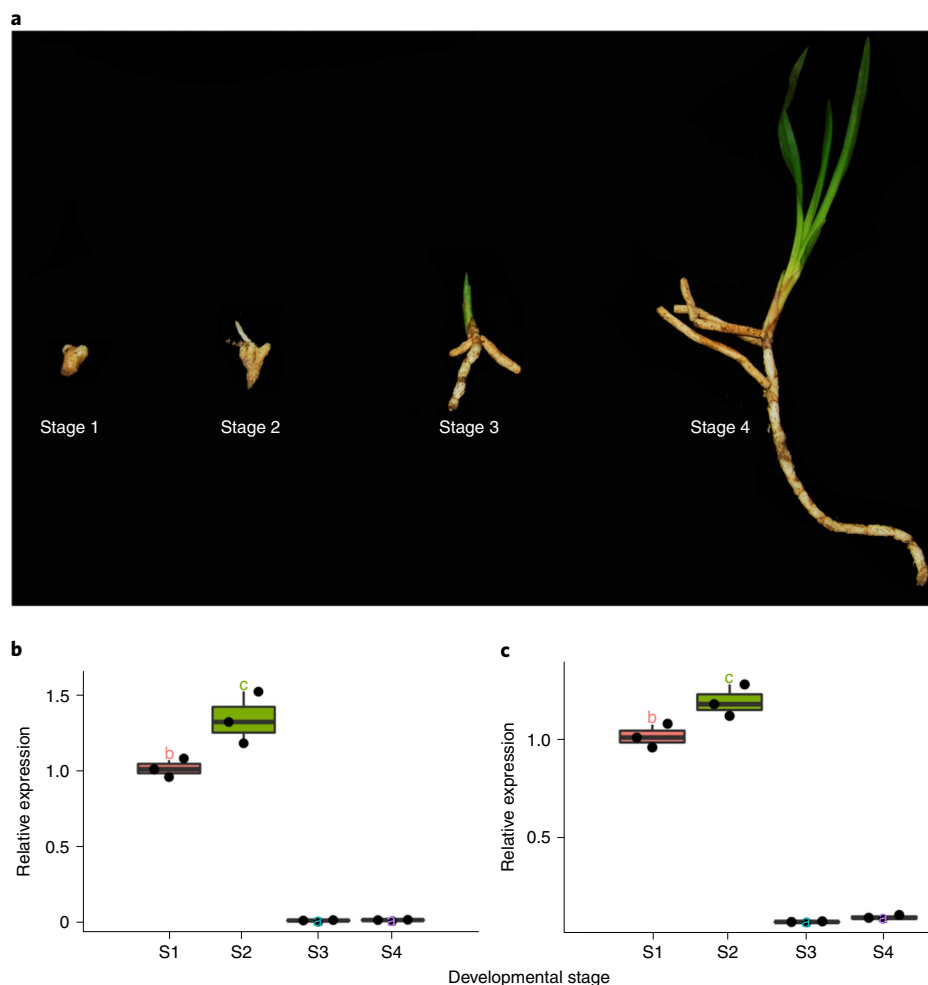 a
Stage 1
Stage 2
Stage 3
Stage 4
b
Relative expression
1.5
1.0
0.5
0
b
c
a
a
S1
S2
S3
S4
c
Relative expression
1.0
0.5
b
c
a
a
S1
S2
S3
S4
Developmental stage